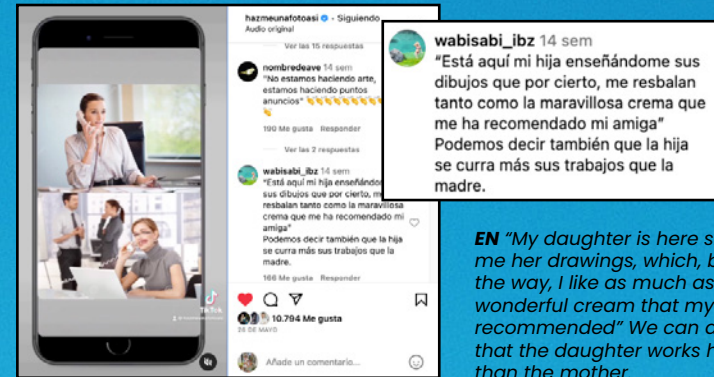 hazmeunafotoasi • Siguiendo
Audio original
Ver las 15 respuestas
nombredeave 14 sem
"No estamos haciendo arte,
estamos haciendo puntos
anuncios" 👏👏👏👏👏👏👏👏👏
👏
190 Me gusta Responder
Ver las 2 respuestas
wabisabi_ibz 14 sem
"Está aquí mi hija enseñándo
sus dibujos que por cierto, m
resbalan tanto como la maravillosa
crema que me ha recomendado mi
amiga"
Podemos decir también que la hija
se curra más sus trabajos que la
madre.
166 Me gusta Responder
10.794 Me gusta
26 DE MAYO
Añade un comentario...
TikTok
wabisabi_ibz 14 sem
"Está aquí mi hija enseñándome sus
dibujos que por cierto, me resbalan
tanto como la maravillosa crema que
me ha recomendado mi amiga"
Podemos decir también que la hija
se curra más sus trabajos que la
madre.
EN "My daughter is here s
me her drawings, which, b
the way, I like as much as
wonderful cream that my
recommended" We can a
that the daughter works h
than the mother.